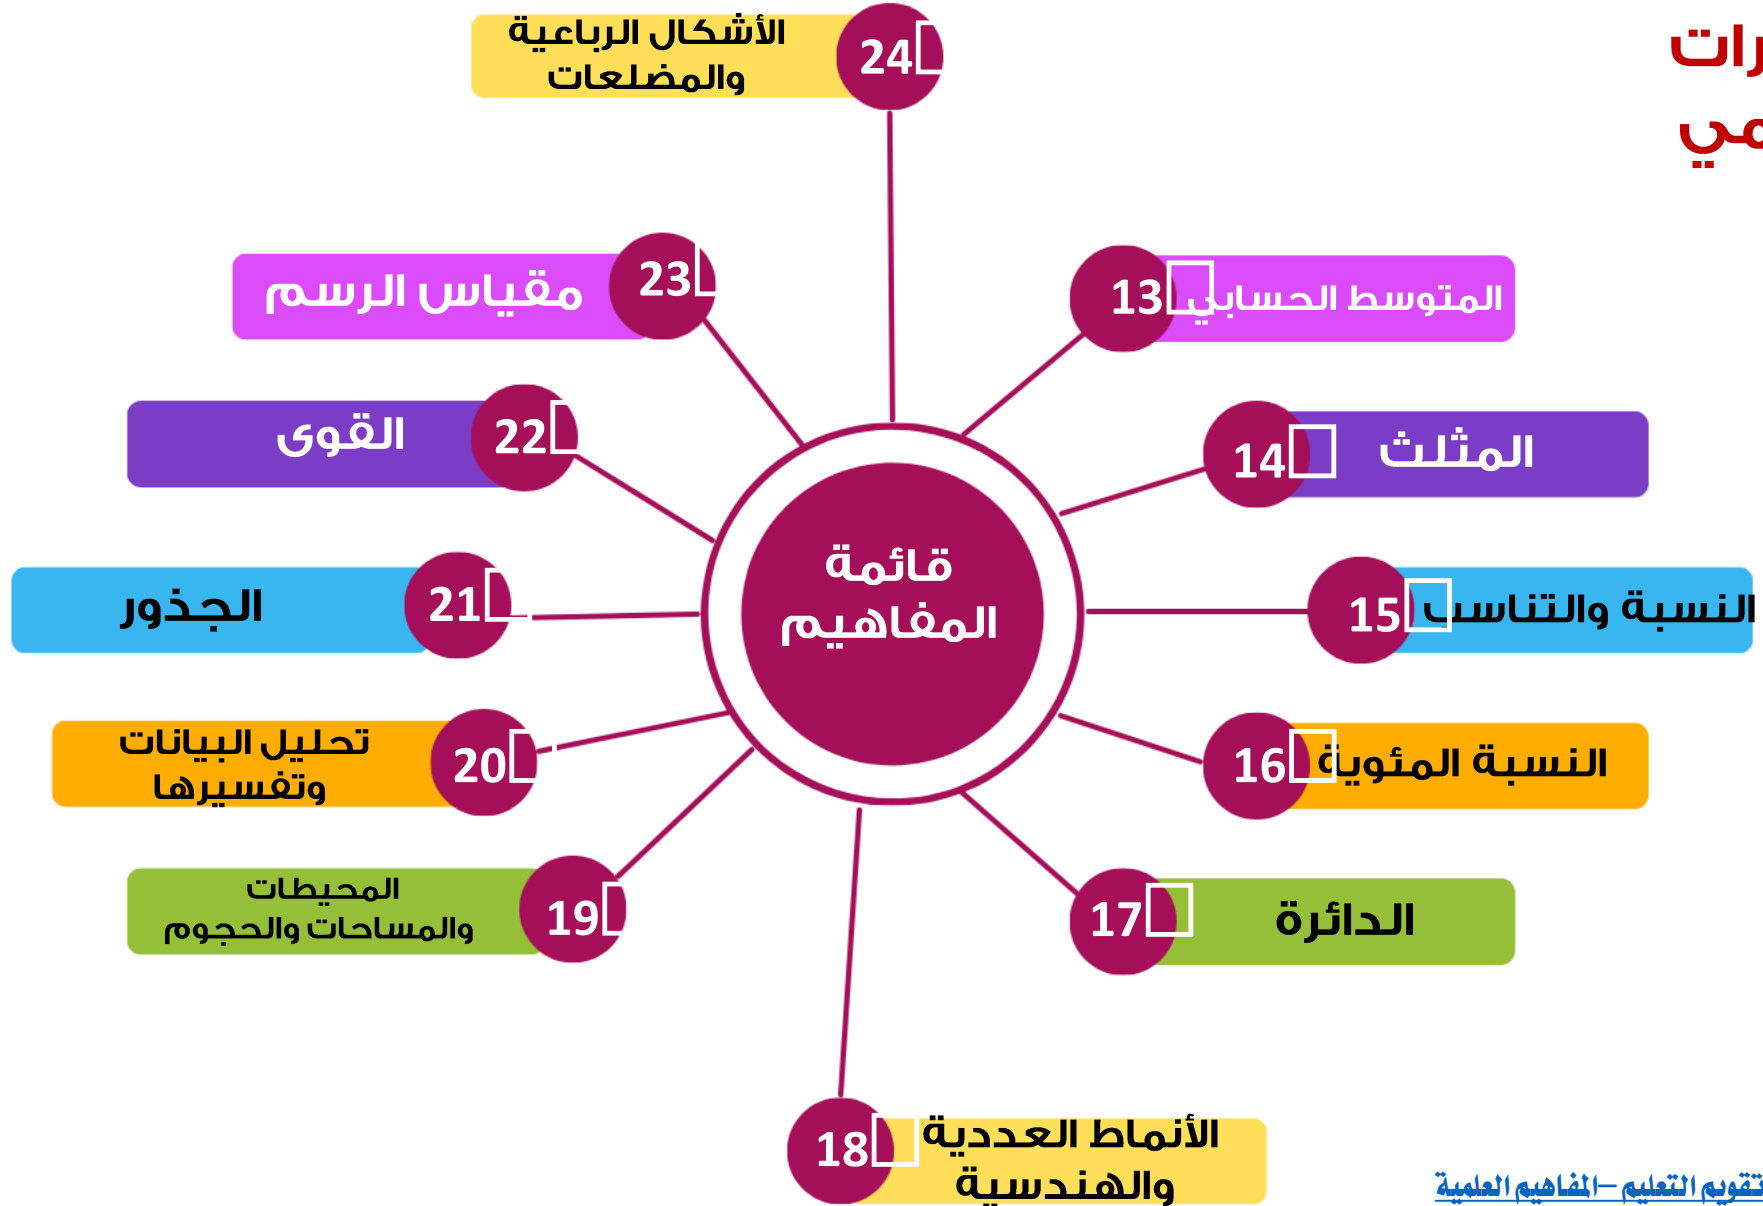 قائمة
المفاهيم
13 المتوسط الحسابي
14 المثلث
15 النسبة والتناسب
16 النسبة المئوية
17 الدائرة
18 الأنماط العددية
والهندسية
19 المحيطات
والمساحات والحجوم
20 تحليل البيانات
وتفسيرها
21 الجذور
22 القوى
23 مقياس الرسم
24 الأشكال الرباعية
والمضلعات
تقويم التعليم –المفاهيم العلمية